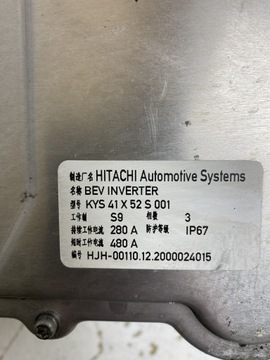 制造厂名 HITACHI Automotive Systems
名称 BEV INVERTER
型号 KYS 41 X 52 S 001
工作制 S9 相数 3
持续工作电流 280 A 防护等级 IP67
短时工作电流 480 A
编号 HJH-00110.12.2000024015